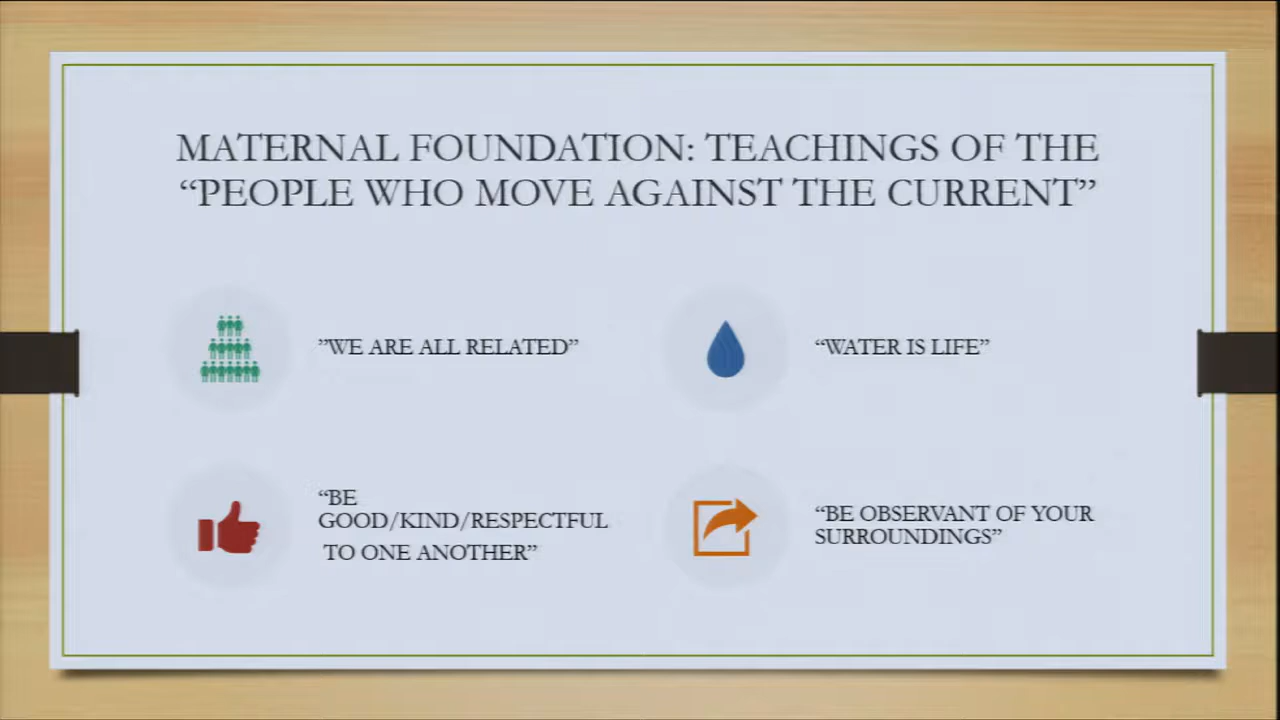 MATERNAL FOUNDATION: TEACHINGS OF THE
“PEOPLE WHO MOVE AGAINST THE CURRENT”
”WE ARE ALL RELATED”
“WATER IS LIFE”
“BE
GOOD/KIND/RESPECTFUL
TO ONE ANOTHER”
“BE OBSERVANT OF YOUR
SURROUNDINGS”